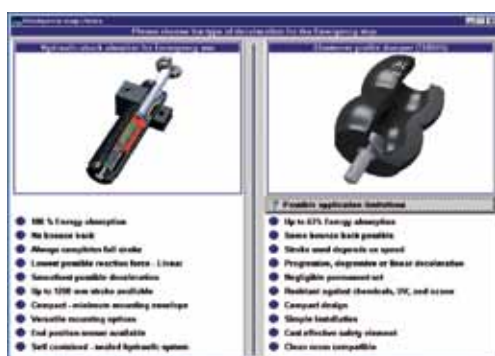 Please choose the type of deceleration for the Emergency stop
Hydraulic shock absorber for Emergency use
100 % Energy absorption
No bounce back
Always completes full stroke
Lowest possible reaction force - Linear
Smoothest possible deceleration
Up to 1200 mm stroke available
Compact - minimum mounting envelope
Versatile mounting options
End position sensor available
Self contained - sealed hydraulic system
Elastomer profile damper
? Possible application limitations
Up to 63% Energy absorption
Some bounce back possible
Stroke used depends on speed
Progressive, degressive or linear deceleration
Negligible permanent set
Resistant against chemicals, UV, and ozone
Compact design
Simple installation
Cost effective safety element
Clean room compatible